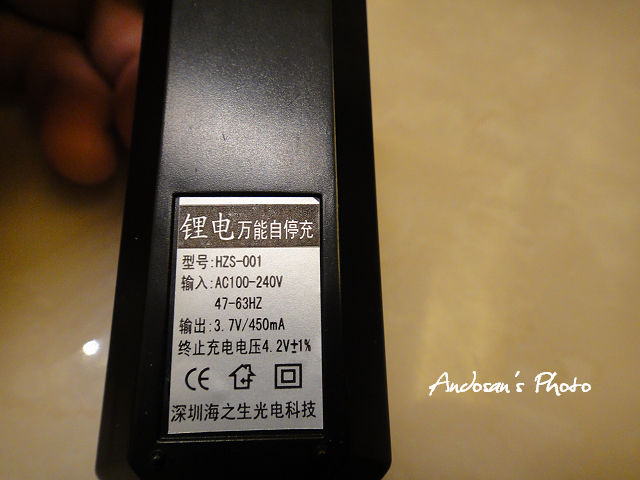 锂电万能自停充
型号:HZS-001
输入:AC100-240V
47-63HZ
输出:3.7V/450mA
终止充电电压4.2V±1%
CE
深圳海之生光电科技
Andosan's Photo